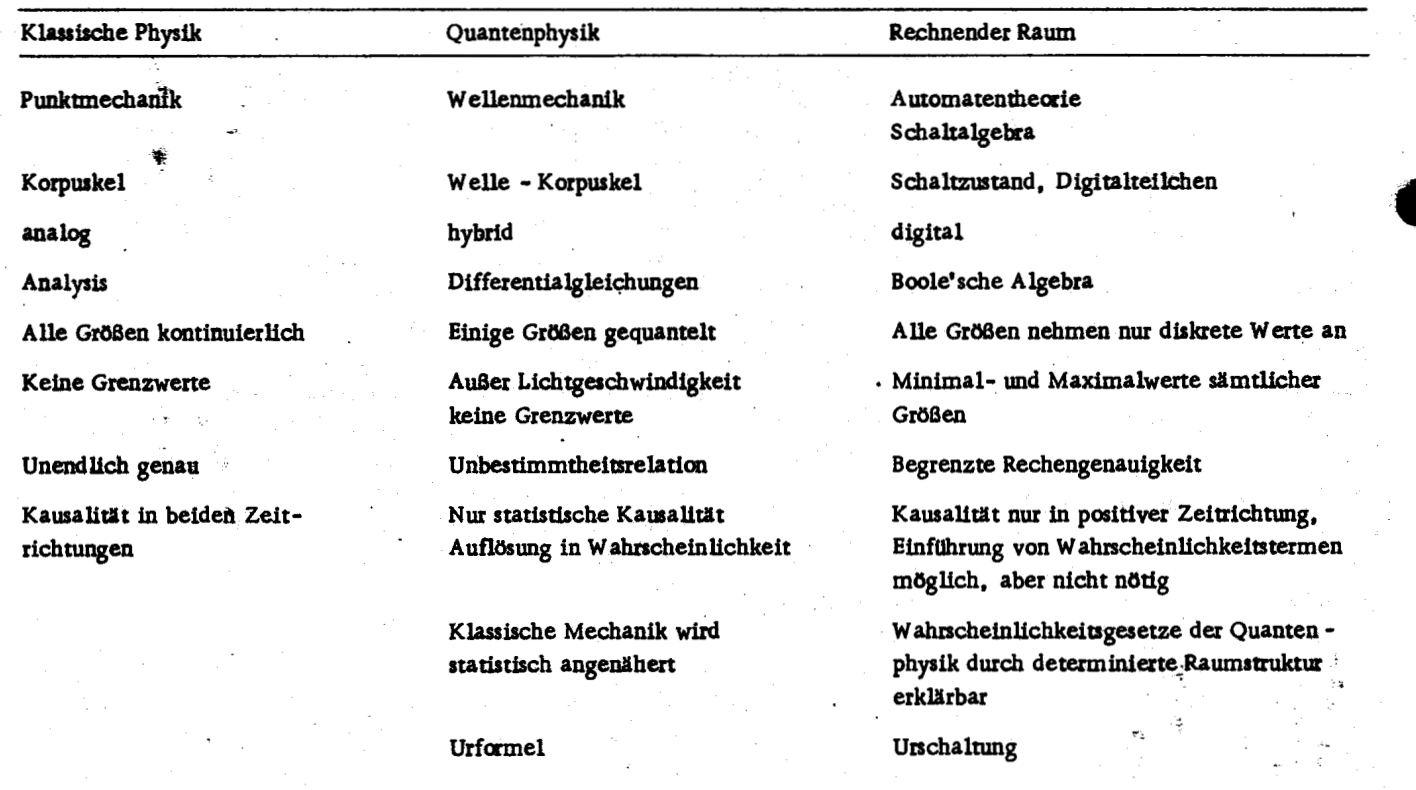 Klassische Physik Quantenphysik Rechnender Raum
Punktmechanik Wellenmechanik Automatentheorie
Schaltalgebra
Korpuskel Welle - Korpuskel Schaltzustand, Digitalteilchen
analog hybrid digital
Analysis Differentialgleichungen Boole'sche Algebra
Alle Größen kontinuierlich Einige Größen gequantelt Alle Größen nehmen nur diskrete Werte an
Keine Grenzwerte Außer Lichtgeschwindigkeit Minimal- und Maximalwerte sämtlicher
keine Grenzwerte Größen
Unendlich genau Unbestimmtheitsrelation Begrenzte Rechengenauigkeit
Kausalität in beiden Zeit- Nur statistische Kausalität Kausalität nur in positiver Zeitrichtung,
richtungen Auflösung in Wahrscheinlichkeit Einführung von Wahrscheinlichkeitstermen
möglich, aber nicht nötig
Klassische Mechanik wird Wahrscheinlichkeitsgesetze der Quanten-
statistisch angenähert physik durch determinierte Raumstruktur
erklärbar
Urformel Urschaltung